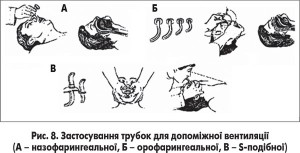 А
Б
В
Рис. 8. Застосування трубок для допоміжної вентиляції
(А – назофарингеальної, Б – орофарингеальної, В – S-подібної)